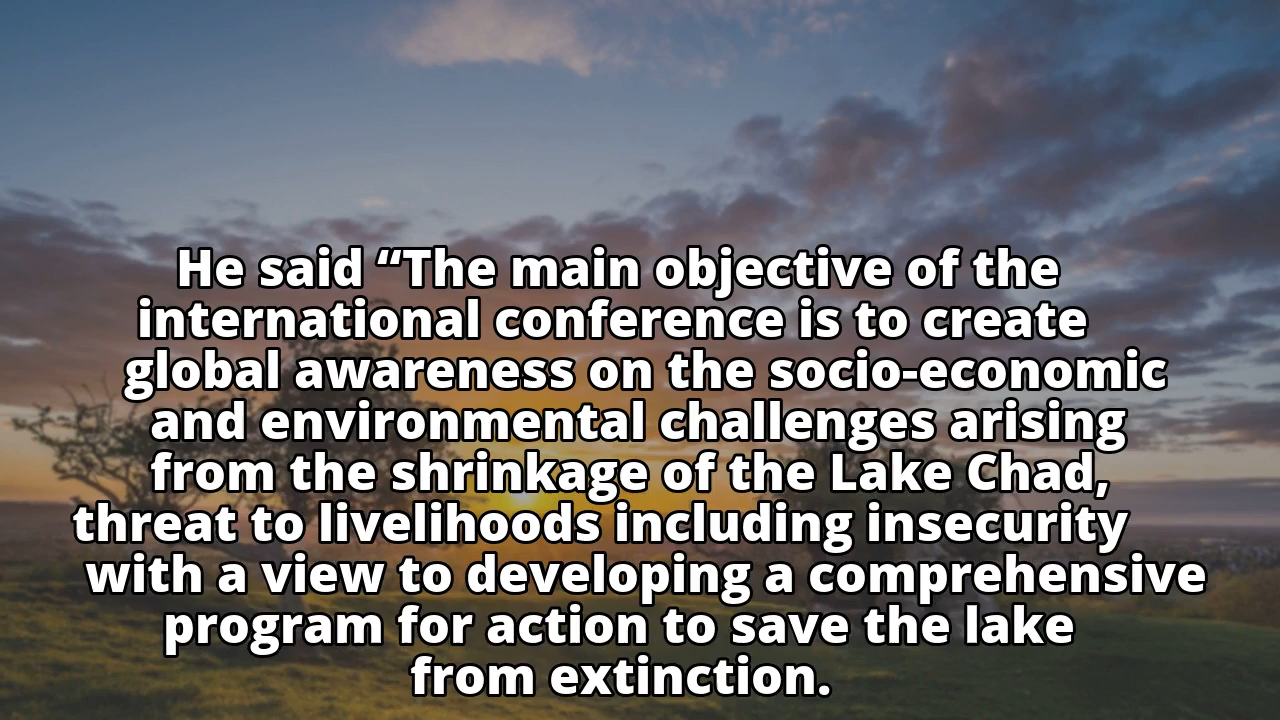 He said “The main objective of the
international conference is to create
global awareness on the socio-economic
and environmental challenges arising
from the shrinkage of the Lake Chad,
threat to livelihoods including insecurity
with a view to developing a comprehensive
program for action to save the lake
from extinction.